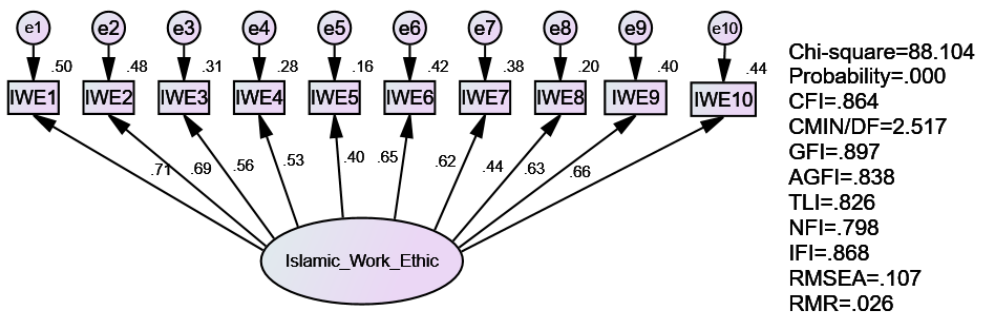 e1 e2 e3 e4 e5 e6 e7 e8 e9 e10
.50 .48 .31 .28 .16 .42 .38 .20 .40 .44
IWE1 IWE2 IWE3 IWE4 IWE5 IWE6 IWE7 IWE8 IWE9 IWE10
.71 .69 .56 .53 .40 .65 .62 .44 .63 .66
Islamic_Work_Ethic
Chi-square=88.104
Probability=.000
CFI=.864
CMIN/DF=2.517
GFI=.897
AGFI=.838
TLI=.826
NFI=.798
IFI=.868
RMSEA=.107
RMR=.026